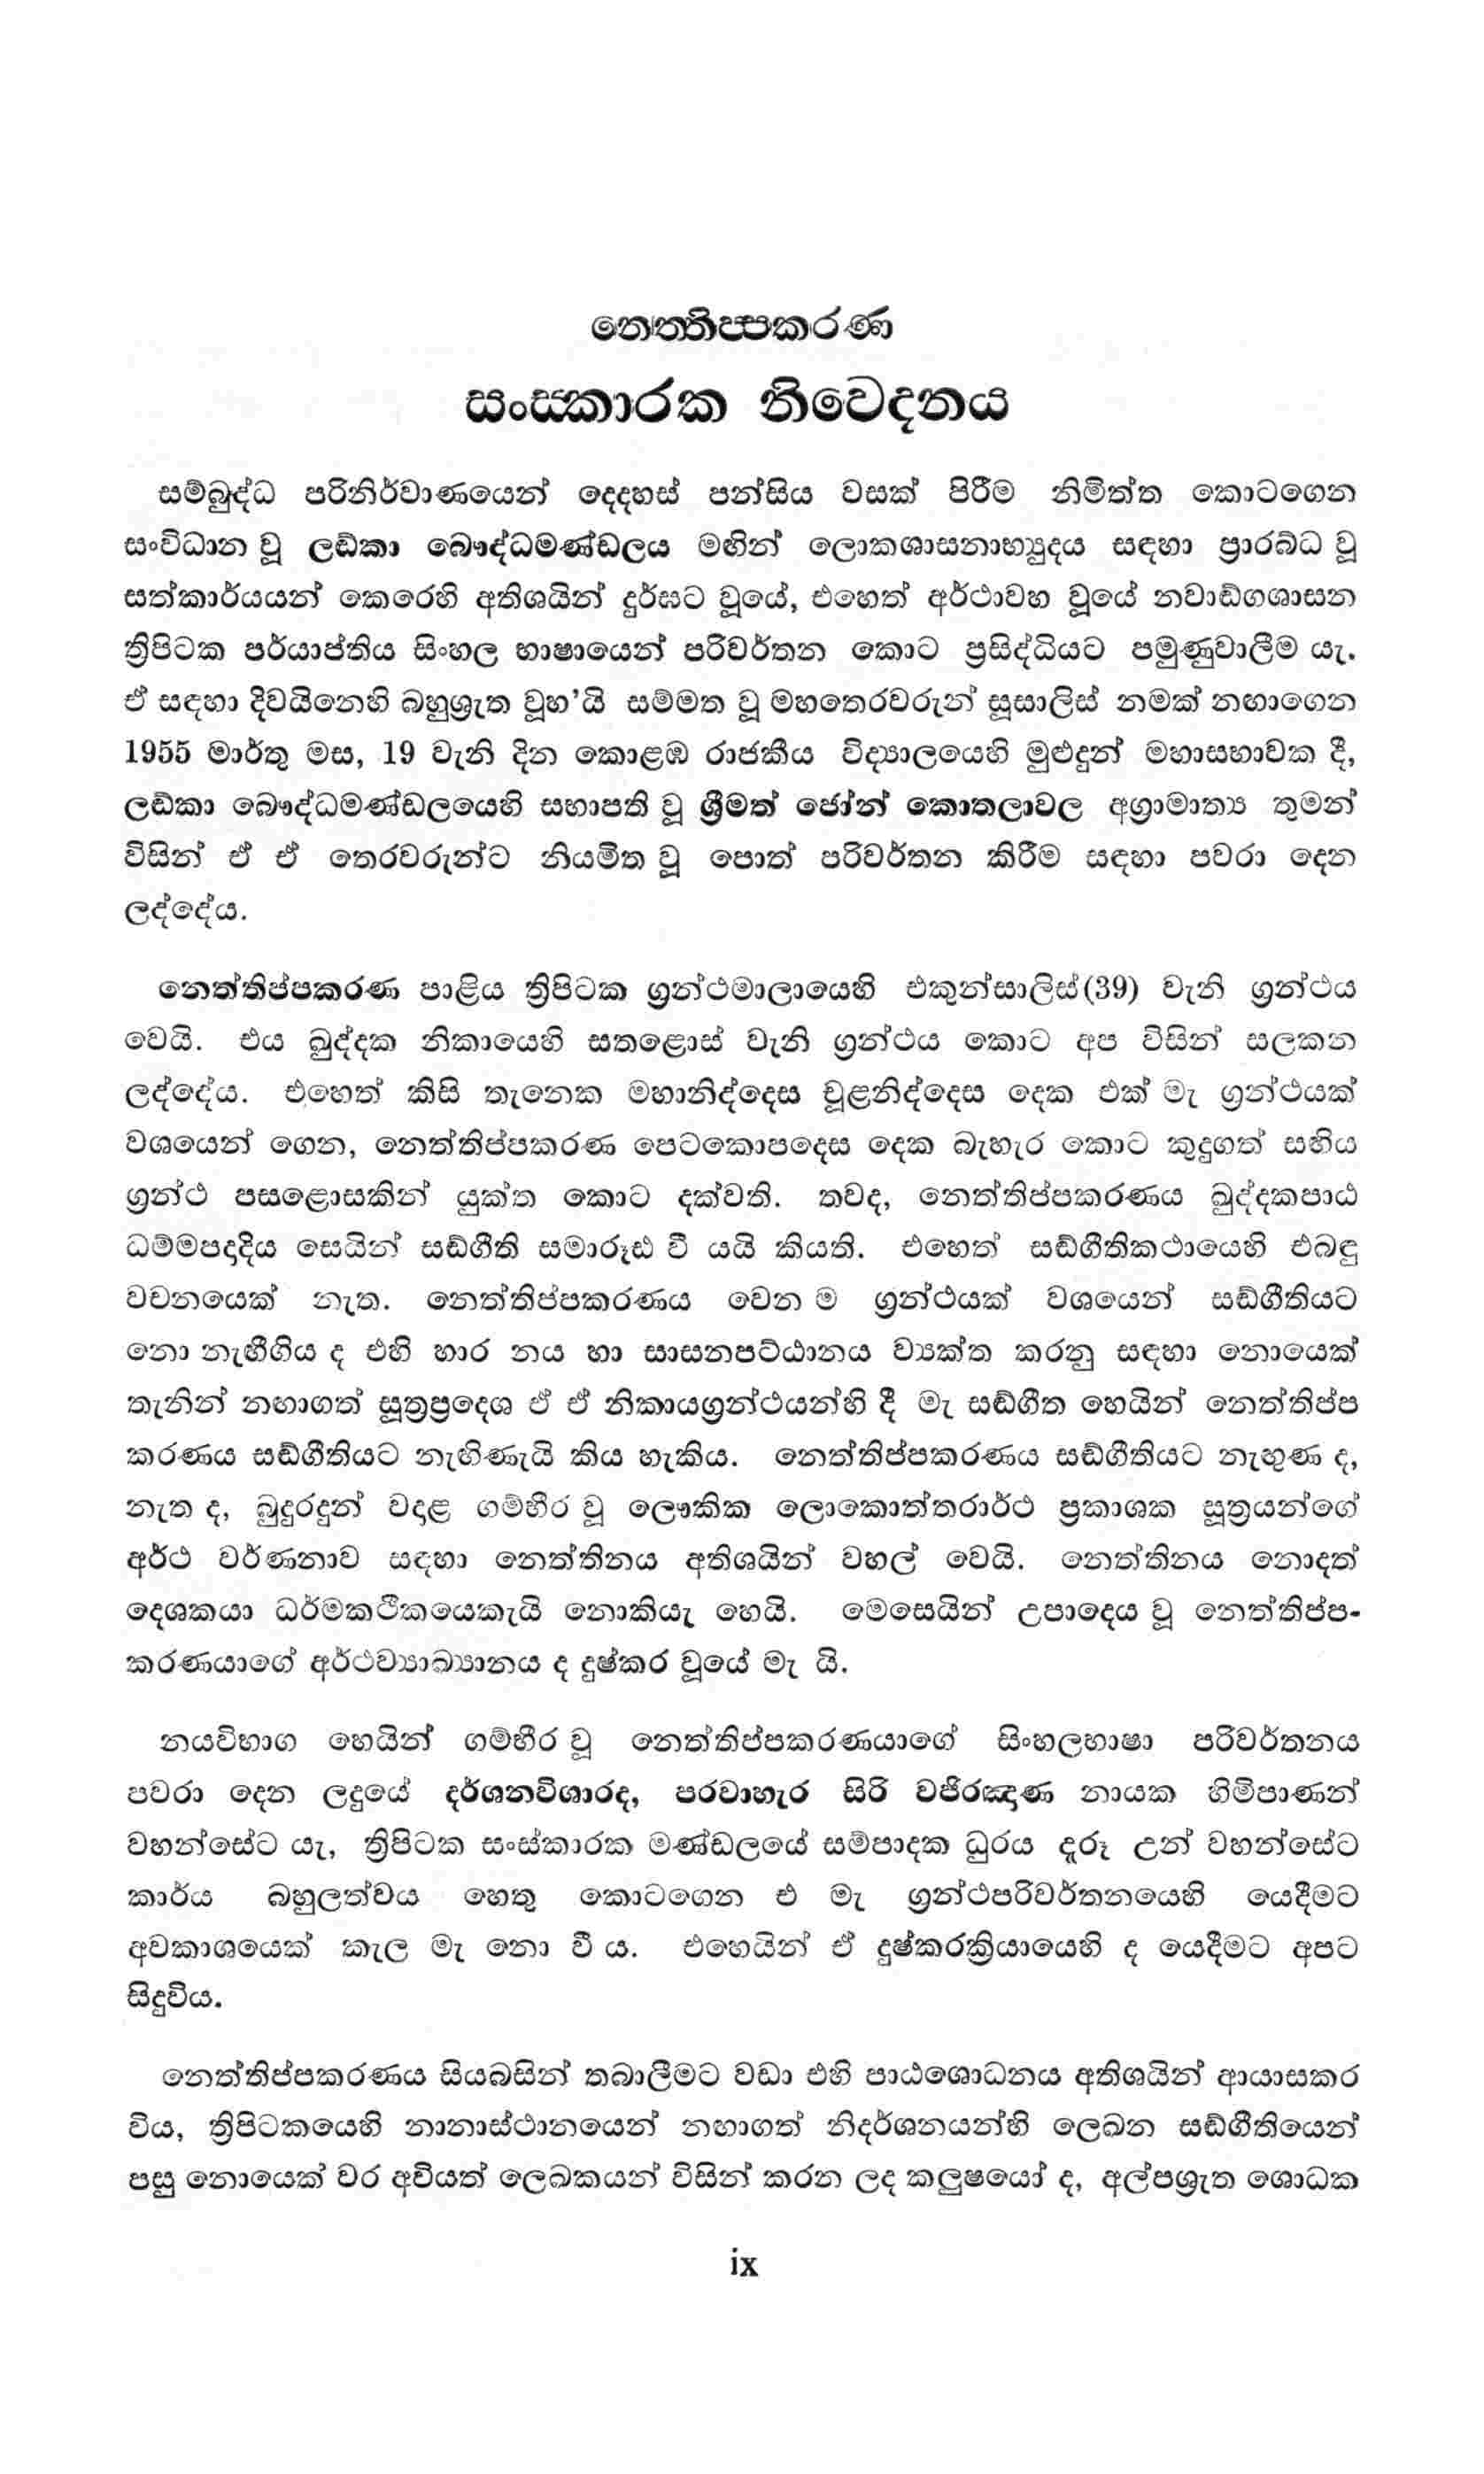 නෙත්තිප්පකරණ
සංස්කාරක නිවෙදනය
සම්බුද්ධ පරිනිර්වාණයෙන් දෙදහස් පන්සිය වසක් පිරීම නිමිත්ත කොටගෙන
සංවිධාන වූ ලඞ්කා බෞද්ධමණ්ඩලය මඟින් ලොකශාසනාභ්‍යුදය සඳහා ප්‍රාරබ්ධ වූ
සත්කාර්යයන් කෙරෙහි අතිශයින් දුර්ඝට වූයේ, එහෙත් අර්ථාවහ වූයේ නවාඞ්ගශාසන
ත්‍රිපිටක පර්යාප්තිය සිංහල භාෂායෙන් පරිවර්තන කොට ප්‍රසිද්ධියට පමුණුවාලීම යැ.
ඒ සඳහා දිවයිනෙහි බහුශ්‍රැත වූහ’යි සම්මත වූ මහතෙරවරුන් සූසාලිස් නමක් නඟාගෙන
1955 මාර්තු මස, 19 වැනි දින කොළඹ රාජකීය විද්‍යාලයෙහි මුළුදුන් මහාසභාවක දී,
ලඞ්කා බෞද්ධමණ්ඩලයෙහි සභාපති වූ ශ්‍රීමත් ජෝන් කොතලාවල අග්‍රාමාත්‍ය තුමන්
විසින් ඒ ඒ තෙරවරුන්ට නියමිත වූ පොත් පරිවර්තන කිරීම සඳහා පවරා දෙන
ලද්දේය.
නෙත්තිප්පකරණ පාළිය ත්‍රිපිටක ග්‍රන්ථමාලායෙහි එකුන්සාලිස්(39) වැනි ග්‍රන්ථය
වෙයි. එය ඛුද්දක නිකායෙහි සතළොස් වැනි ග්‍රන්ථය කොට අප විසින් සලකන
ලද්දේය. එහෙත් කිසි තැනෙක මහානිද්දෙස චූළනිද්දෙස දෙක එක් මැ ග්‍රන්ථයක්
වශයෙන් ගෙන, නෙත්තිප්පකරණ පෙටකොපදෙස දෙක බැහැර කොට කුදුගත් සඟිය
ග්‍රන්ථ පසළොසකින් යුක්ත කොට දක්වති. තවද, නෙත්තිප්පකරණය ඛුද්දකපාඨ
ධම්මපදාදිය සෙයින් සඞ්ගීති සමාරූඪ වී යයි කියති. එහෙත් සඞ්ගීතිකථායෙහි එබඳු
වචනයෙක් නැත. නෙත්තිප්පකරණය වෙන ම ග්‍රන්ථයක් වශයෙන් සඞ්ගීතියට
නො නැඟීගිය ද එහි හාර නය හා සාසනපට්ඨානය ව්‍යක්ත කරනු සඳහා නොයෙක්
තැනින් නඟාගත් සූත්‍රප්‍රදෙශ ඒ ඒ නිකායග්‍රන්ථයන්හි දී මැ සඞ්ගීත හෙයින් නෙත්තිප්ප
කරණය සඞ්ගීතියට නැඟිණැයි කිය හැකිය. නෙත්තිප්පකරණය සඞ්ගීතියට නැඟුණ ද,
නැත ද, බුදුරදුන් වදාළ ගම්භීර වූ ලෞකික ලොකොත්තරාර්ථ ප්‍රකාශක සූත්‍රයන්ගේ
අර්ථ වර්ණනාව සඳහා නෙත්තිනය අතිශයින් වහල් වෙයි. නෙත්තිනය නොදත්
දෙශකයා ධර්මකථිකයෙකැයි නොකියැ හෙයි. මෙසෙයින් උපාදෙය වූ නෙත්තිප්ප-
කරණයාගේ අර්ථව්‍යාඛ්‍යානය ද දුෂ්කර වූයේ මැ යි.
නයවිභාග හෙයින් ගම්භීර වූ නෙත්තිප්පකරණයාගේ සිංහලභාෂා පරිවර්තනය
පවරා දෙන ලදුයේ දර්ශනවිශාරද, පරවාහැර සිරි වජිරඤාණ නායක හිමිපාණන්
වහන්සේට යැ, ත්‍රිපිටක සංස්කාරක මණ්ඩලයේ සම්පාදක ධුරය දැරූ උන් වහන්සේට
කාර්ය බහුලත්වය හෙතු කොටගෙන එ මැ ග්‍රන්ථපරිවර්තනයෙහි යෙදීමට
අවකාශයෙක් කැල මැ නො වී ය. එහෙයින් ඒ දුෂ්කරක්‍රියායෙහි ද යෙදීමට අපට
සිදුවිය.
නෙත්තිප්පකරණය සියබසින් තබාලීමට වඩා එහි පාඨශොධනය අතිශයින් ආයාසකර
විය, ත්‍රිපිටකයෙහි නානාස්ථානයෙන් නඟාගත් නිදර්ශනයන්හි ලෙඛන සඞ්ගීතියෙන්
පසු නොයෙක් වර අවියත් ලෙඛකයන් විසින් කරන ලද කලුෂයෝ ද, අල්පශ්‍රැත ශොධක
ix